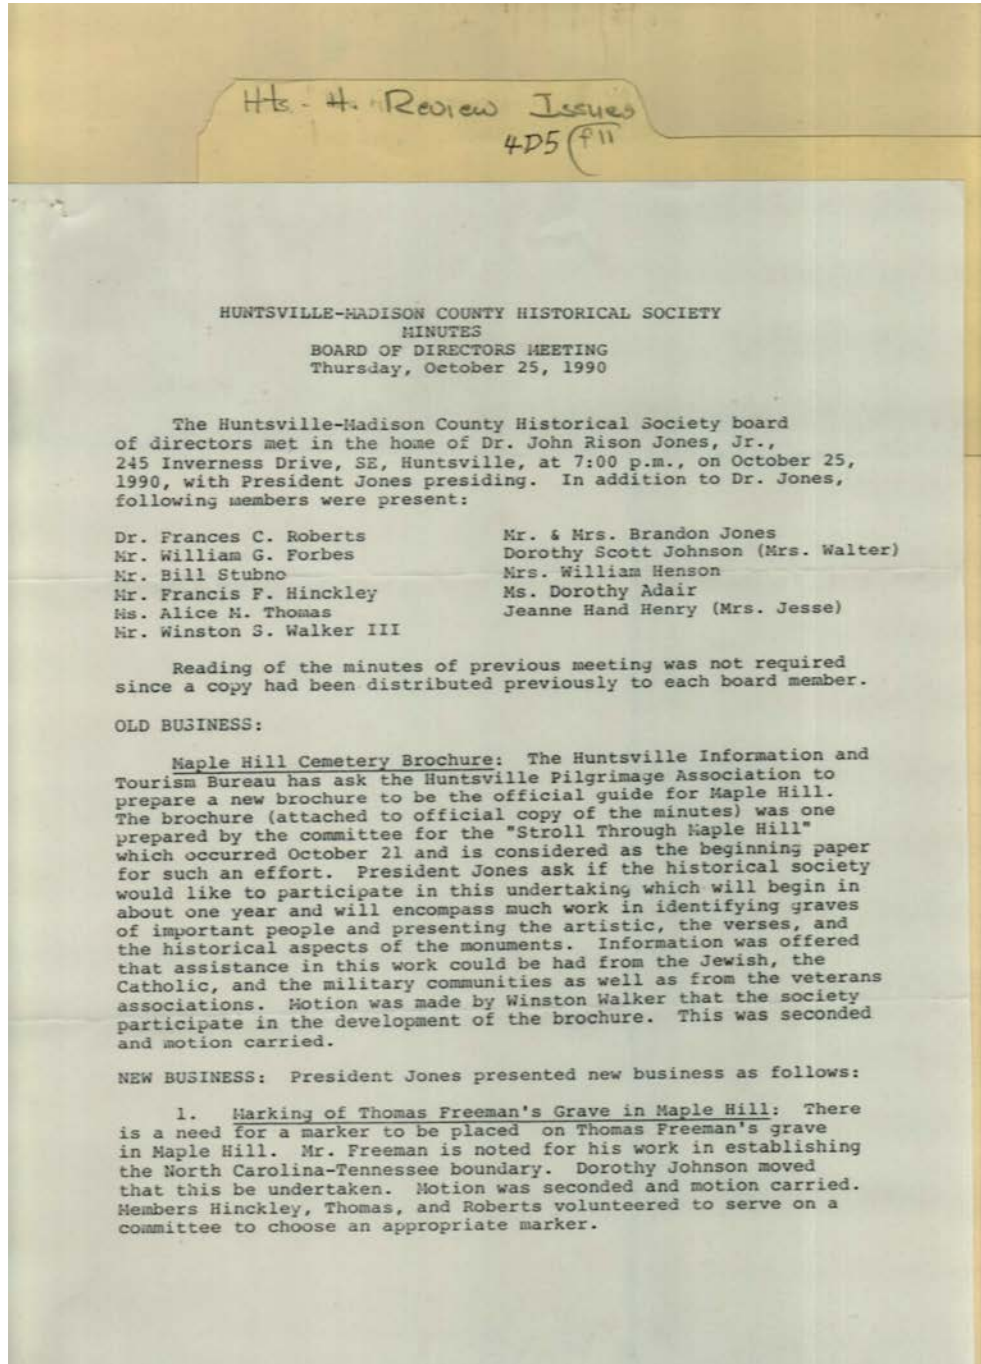 Hts - H. Review Issues
4D5 f11
HUNTSVILLE-MADISON COUNTY HISTORICAL SOCIETY
MINUTES
BOARD OF DIRECTORS MEETING
Thursday, October 25, 1990
The Huntsville-Madison County Historical Society board
of directors met in the home of Dr. John Rison Jones, Jr.,
245 Inverness Drive, SE, Huntsville, at 7:00 p.m., on October 25,
1990, with President Jones presiding. In addition to Dr. Jones,
following members were present:
Dr. Frances C. Roberts
Mr. William G. Forbes
Mr. Bill Stubno
Mr. Francis F. Hinckley
Ms. Alice M. Thomas
Mr. Winston S. Walker III
Mr. & Mrs. Brandon Jones
Dorothy Scott Johnson (Mrs. Walter)
Mrs. William Henson
Ms. Dorothy Adair
Jeanne Hand Henry (Mrs. Jesse)
Reading of the minutes of previous meeting was not required
since a copy had been distributed previously to each board member.
OLD BUSINESS:
Maple Hill Cemetery Brochure: The Huntsville Information and
Tourism Bureau has ask the Huntsville Pilgrimage Association to
prepare a new brochure to be the official guide for Maple Hill.
The brochure (attached to official copy of the minutes) was one
prepared by the committee for the "Stroll Through Maple Hill"
which occurred October 21 and is considered as the beginning paper
for such an effort. President Jones ask if the historical society
would like to participate in this undertaking which will begin in
about one year and will encompass much work in identifying graves
of important people and presenting the artistic, the verses, and
the historical aspects of the monuments. Information was offered
that assistance in this work could be had from the Jewish, the
Catholic, and the military communities as well as from the veterans
associations. Motion was made by Winston Walker that the society
participate in the development of the brochure. This was seconded
and motion carried.
NEW BUSINESS: President Jones presented new business as follows:
1. Marking of Thomas Freeman's Grave in Maple Hill: There
is a need for a marker to be placed on Thomas Freeman's grave
in Maple Hill. Mr. Freeman is noted for his work in establishing
the North Carolina-Tennessee boundary. Dorothy Johnson moved
that this be undertaken. Motion was seconded and motion carried.
Members Hinckley, Thomas, and Roberts volunteered to serve on a
committee to choose an appropriate marker.